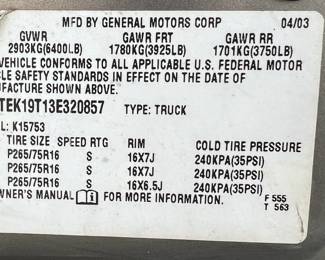 MFD BY GENERAL MOTORS CORP 04/03
GVWR GAWR FRT GAWR RR
2903KG(6400LB) 1780KG(3925LB) 1701KG(3750LB)
VEHICLE CONFORMS TO ALL APPLICABLE U.S. FEDERAL MOTOR
LE SAFETY STANDARDS IN EFFECT ON THE DATE OF
UFACTURE SHOWN ABOVE.
TEK19T13E320857 TYPE: TRUCK
L: K15753
TIRE SIZE SPEED RTG RIM COLD TIRE PRESSURE
P265/75R16 S 16X7J 240KPA(35PSI)
P265/75R16 S 16X7J 240KPA(35PSI)
P265/75R16 S 16X6.5J 240KPA(35PSI)
WNER'S MANUAL i FOR MORE INFORMATION. F 555
T 563